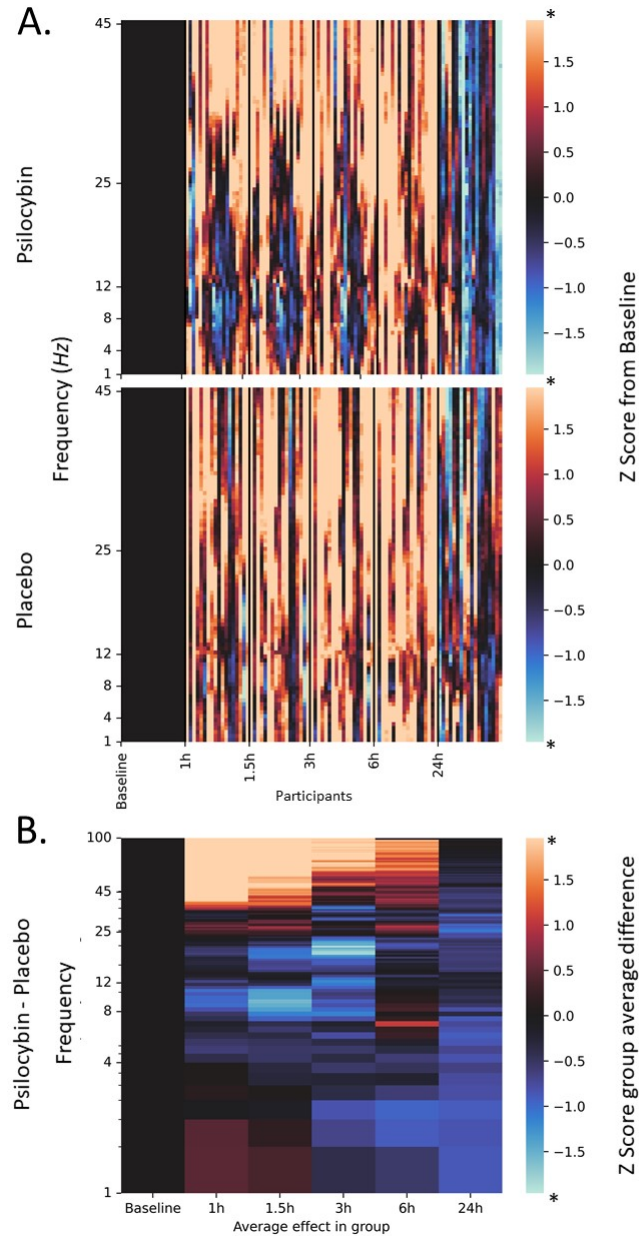 A.
*
45
25
12
8
4
1
Psilocybin
1.5
1.0
0.5
0.0
−0.5
−1.0
−1.5
*
45
25
12
8
4
1
Placebo
Frequency (Hz)
1.5
1.0
0.5
0.0
−0.5
−1.0
−1.5
*
Z Score from Baseline
Baseline
1h
1.5h
3h
6h
24h
Participants
B.
100
45
25
12
8
4
1
Psilocybin - Placebo
Frequency
*
1.5
1.0
0.5
0.0
−0.5
−1.0
−1.5
*
Z Score group average difference
Baseline 1h 1.5h 3h 6h 24h
Average effect in group